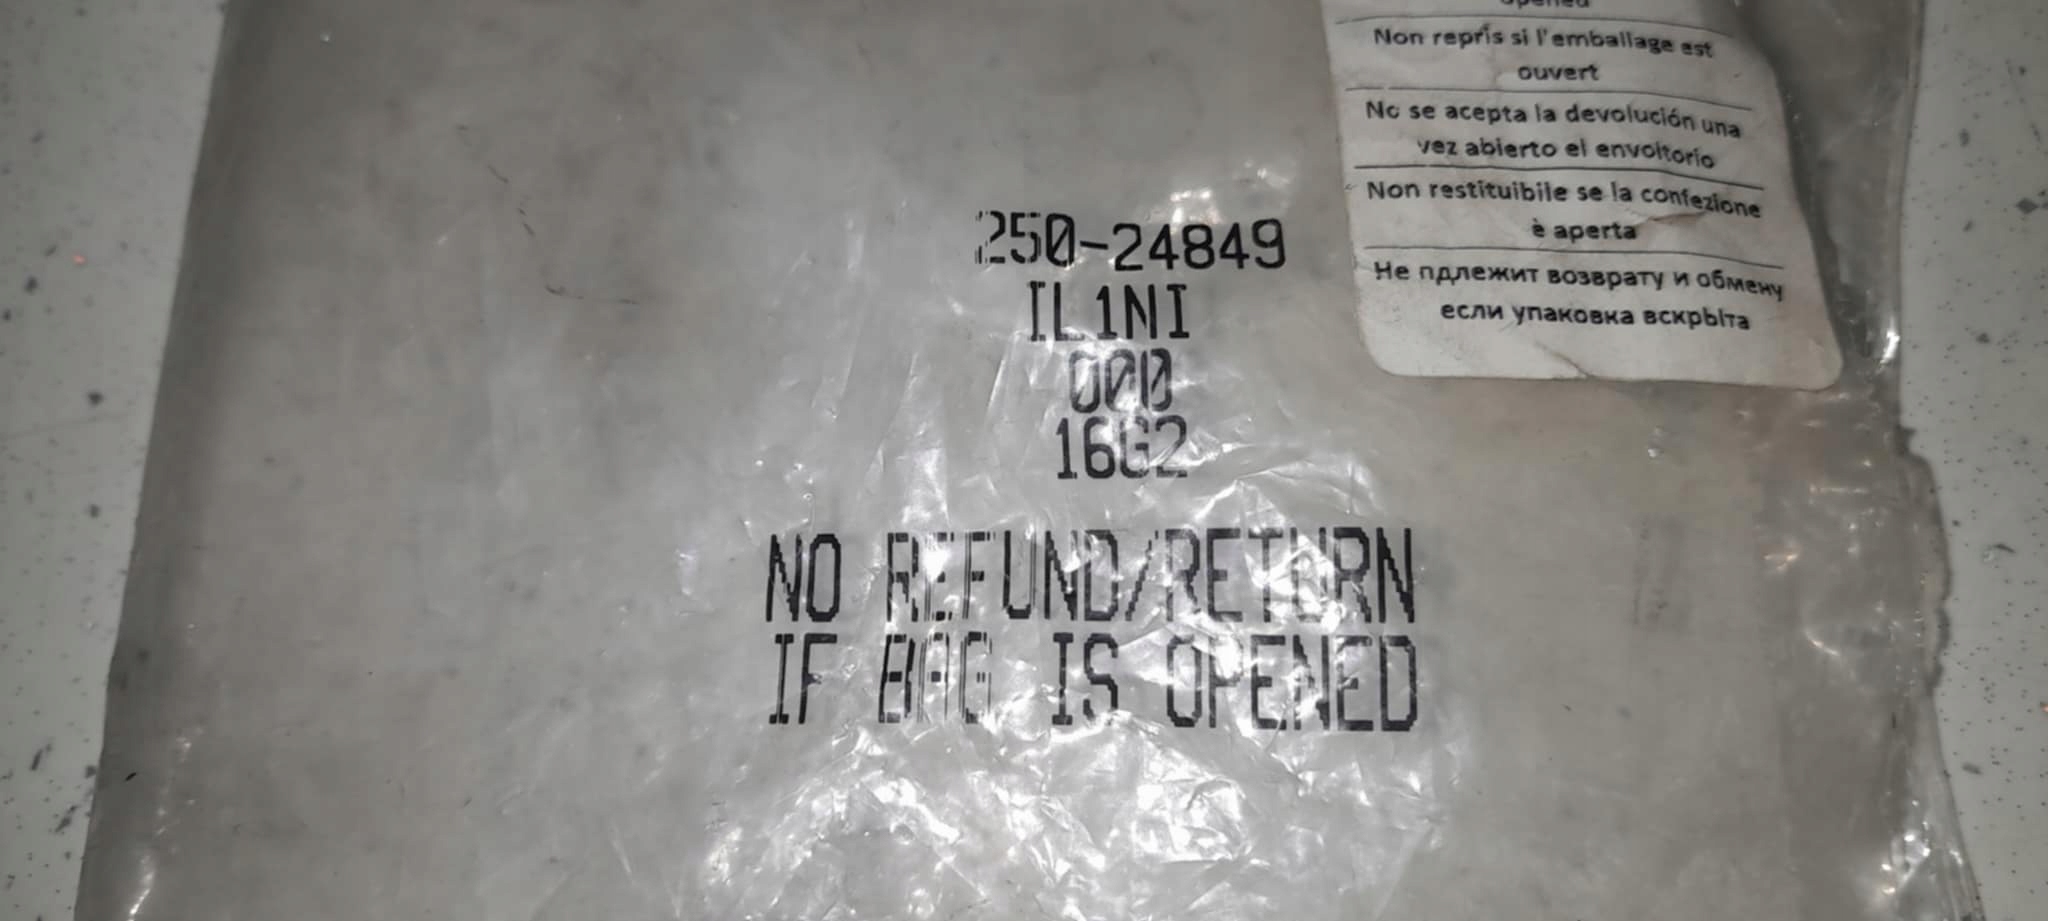 opened
Non repris si l'emballage est
ouvert
No se acepta la devolución una
vez abierto el envoltorio
Non restituibile se la confezione
è aperta
Не пдлежит возврату и обмену
если упаковка вскрыта
250-24849
IL1NI
000
16G2
NO REFUND/RETURN
IF BAG IS OPENED